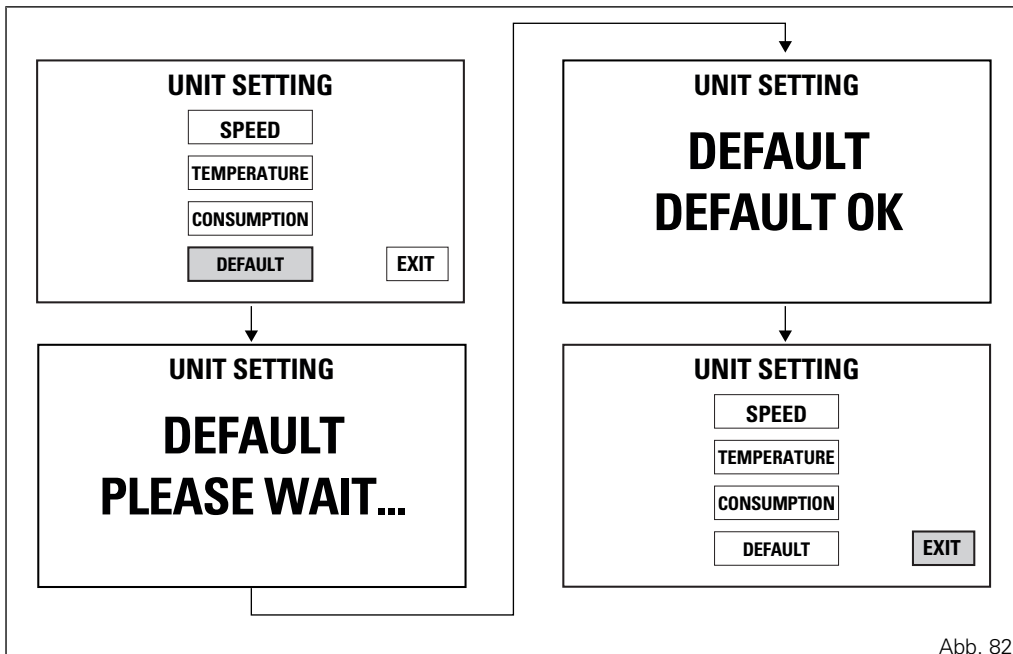 UNIT SETTING
SPEED
TEMPERATURE
CONSUMPTION
DEFAULT EXIT
UNIT SETTING
DEFAULT
PLEASE WAIT...
UNIT SETTING
DEFAULT
DEFAULT OK
UNIT SETTING
SPEED
TEMPERATURE
CONSUMPTION
DEFAULT EXIT
Abb. 82